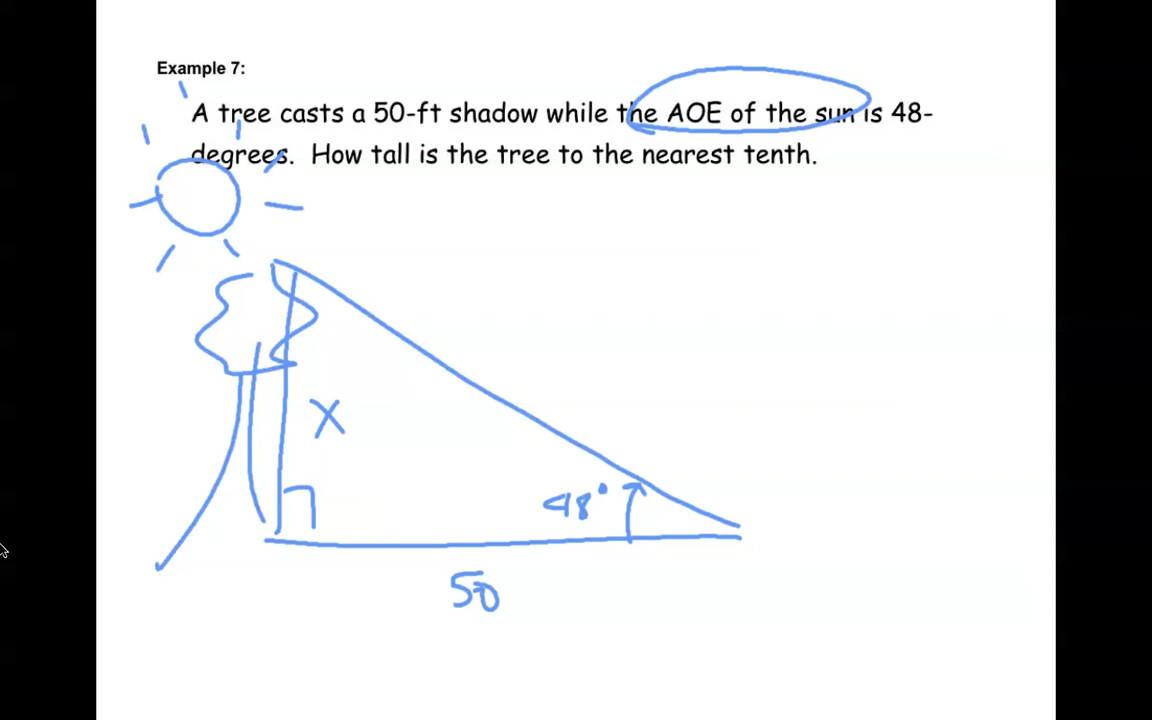 Example 7:
A tree casts a 50-ft shadow while the AOE of the sun is 48-
degrees.  How tall is the tree to the nearest tenth.
X
48°
50